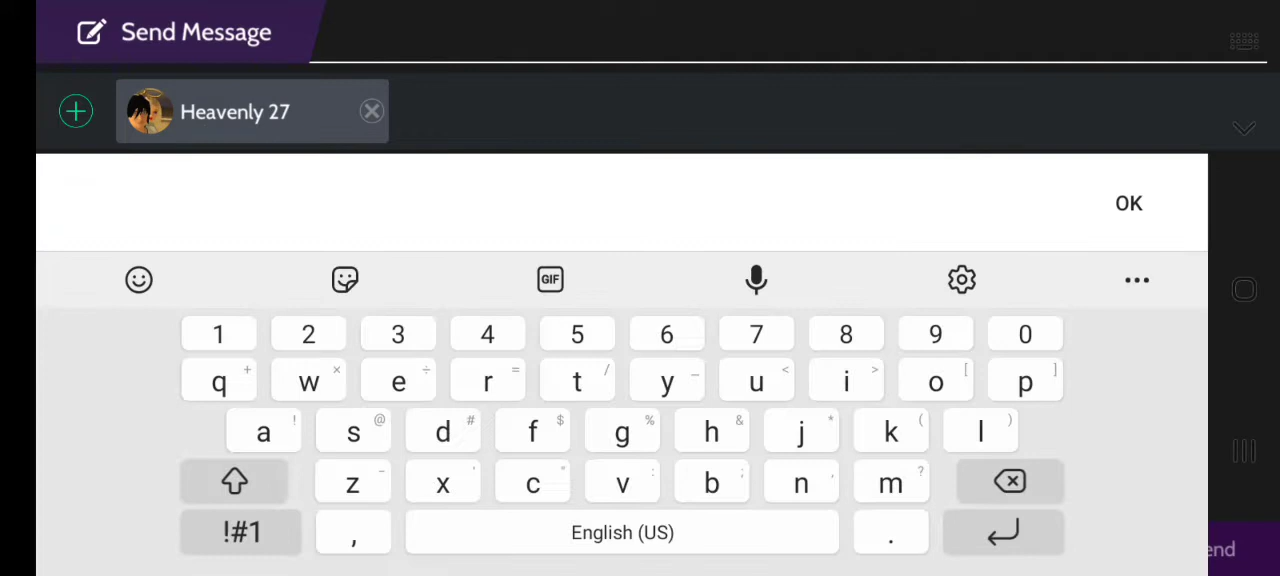 Send Message
Heavenly 27
OK
GIF
1 2 3 4 5 6 7 8 9 0
q + w × e ÷ r = t / y _ u < i > o [ p ]
a ! s @ d # f $ g % h & j * k ( l )
z - x ' c " v : b ; n , m ?
!#1 , English (US) .
end